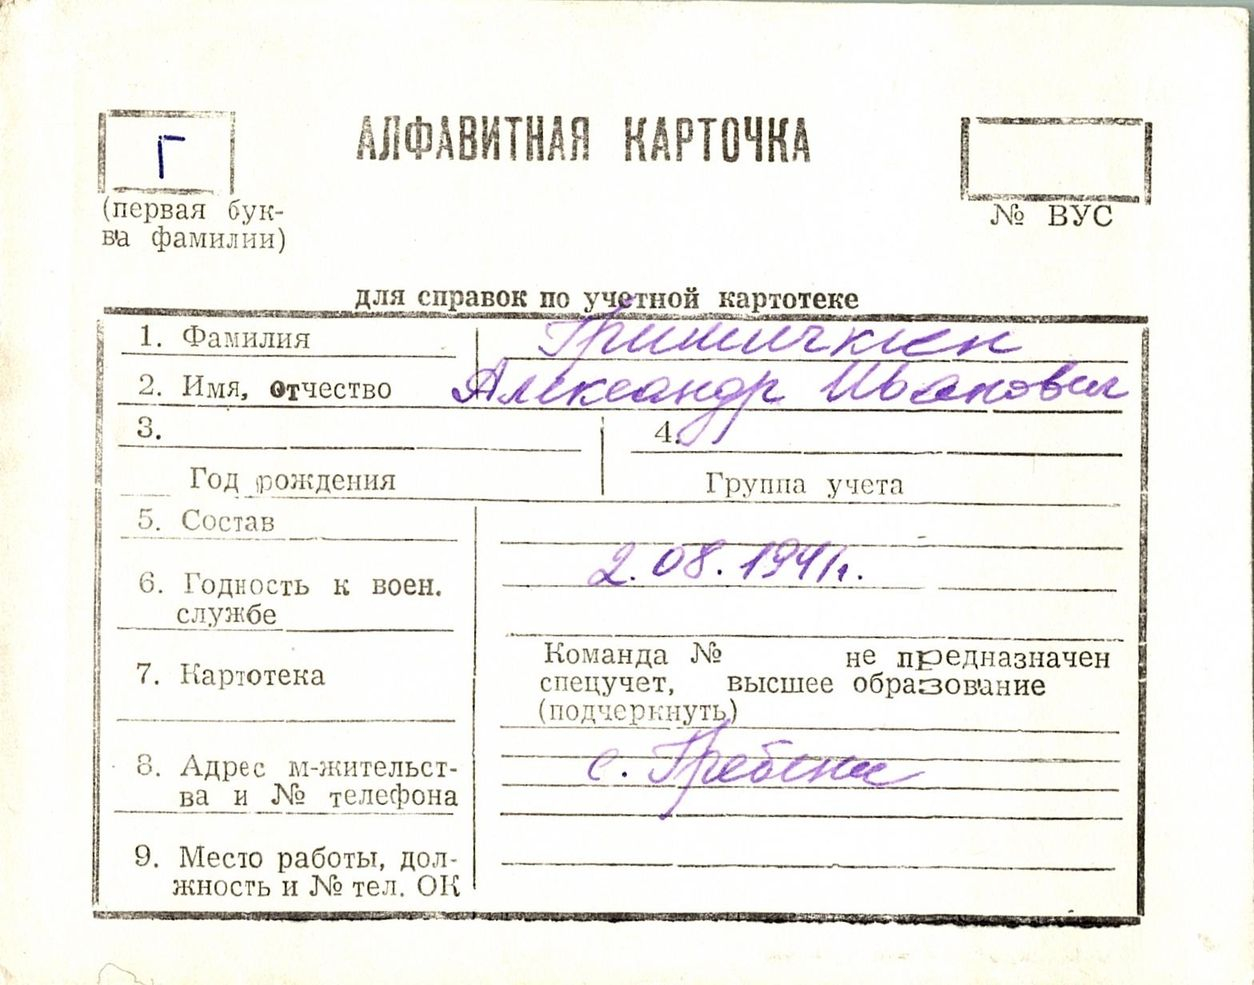 Г
АЛФАВИТНАЯ КАРТОЧКА
(первая бук-
ва фамилии)
№ ВУС
для справок по учетной картотеке
1. Фамилия
2. Имя, отчество Александр Иванович
3. 4.
Год рождения Группа учета
5. Состав
2.08.1941г.
6. Годность к воен.
службе
7. Картотека
Команда № не предназначен
спецучет, высшее образование
(подчеркнуть)
8. Адрес м-жительст-
ва и № телефона
с. Гребени
9. Место работы, дол-
жность и № тел. ОК